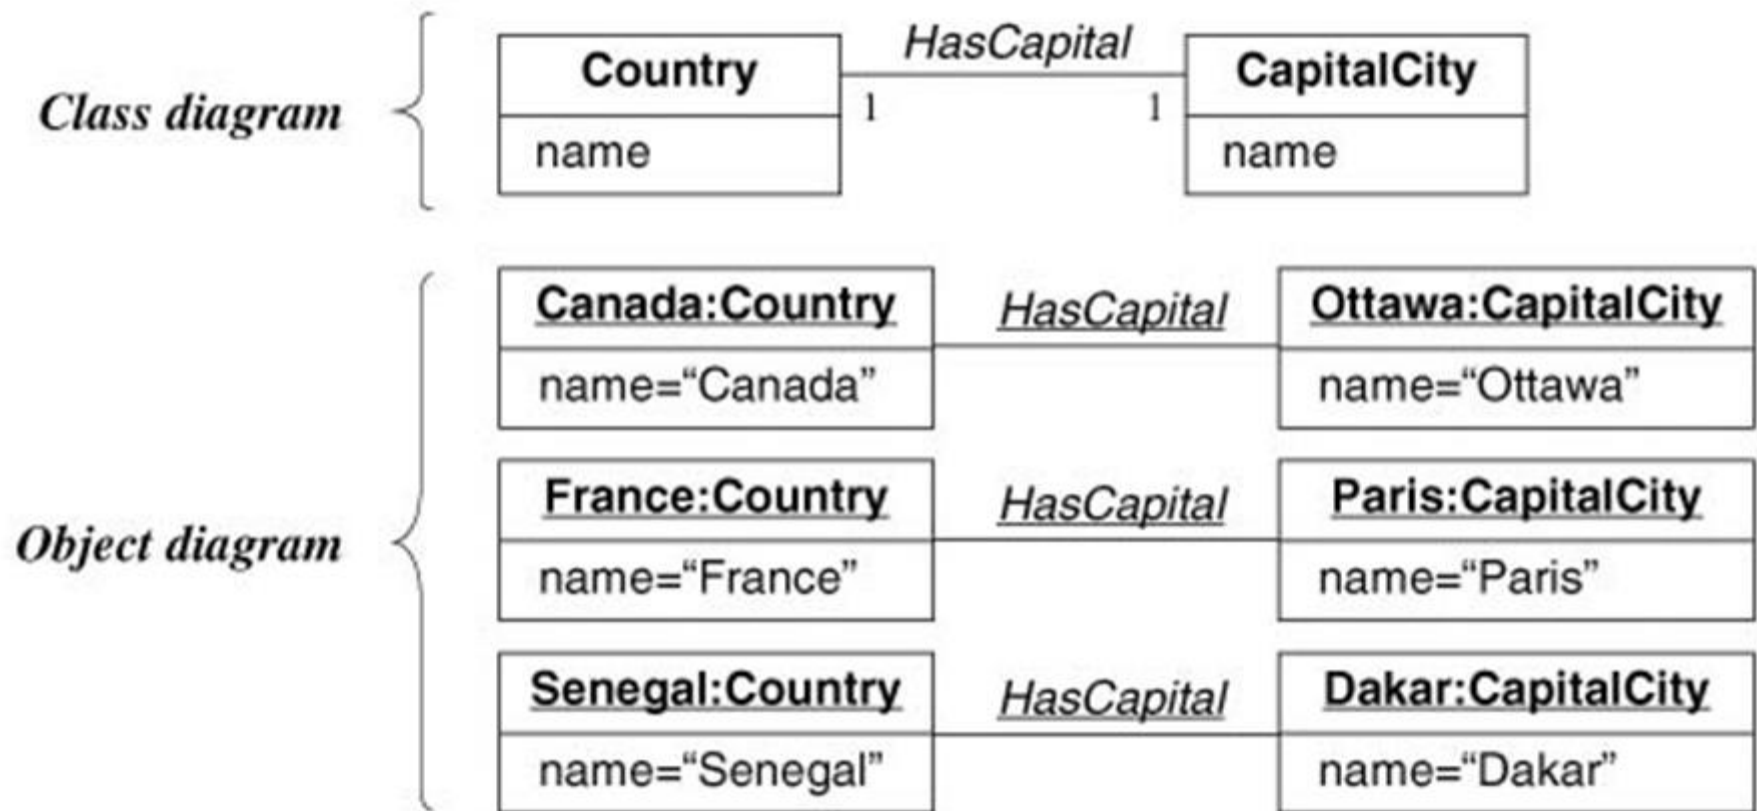 Class diagram
Country
name
HasCapital
1
1
CapitalCity
name
Object diagram
Canada:Country
name=“Canada”
HasCapital
Ottawa:CapitalCity
name=“Ottawa”
France:Country
name=“France”
HasCapital
Paris:CapitalCity
name=“Paris”
Senegal:Country
name=“Senegal”
HasCapital
Dakar:CapitalCity
name=“Dakar”